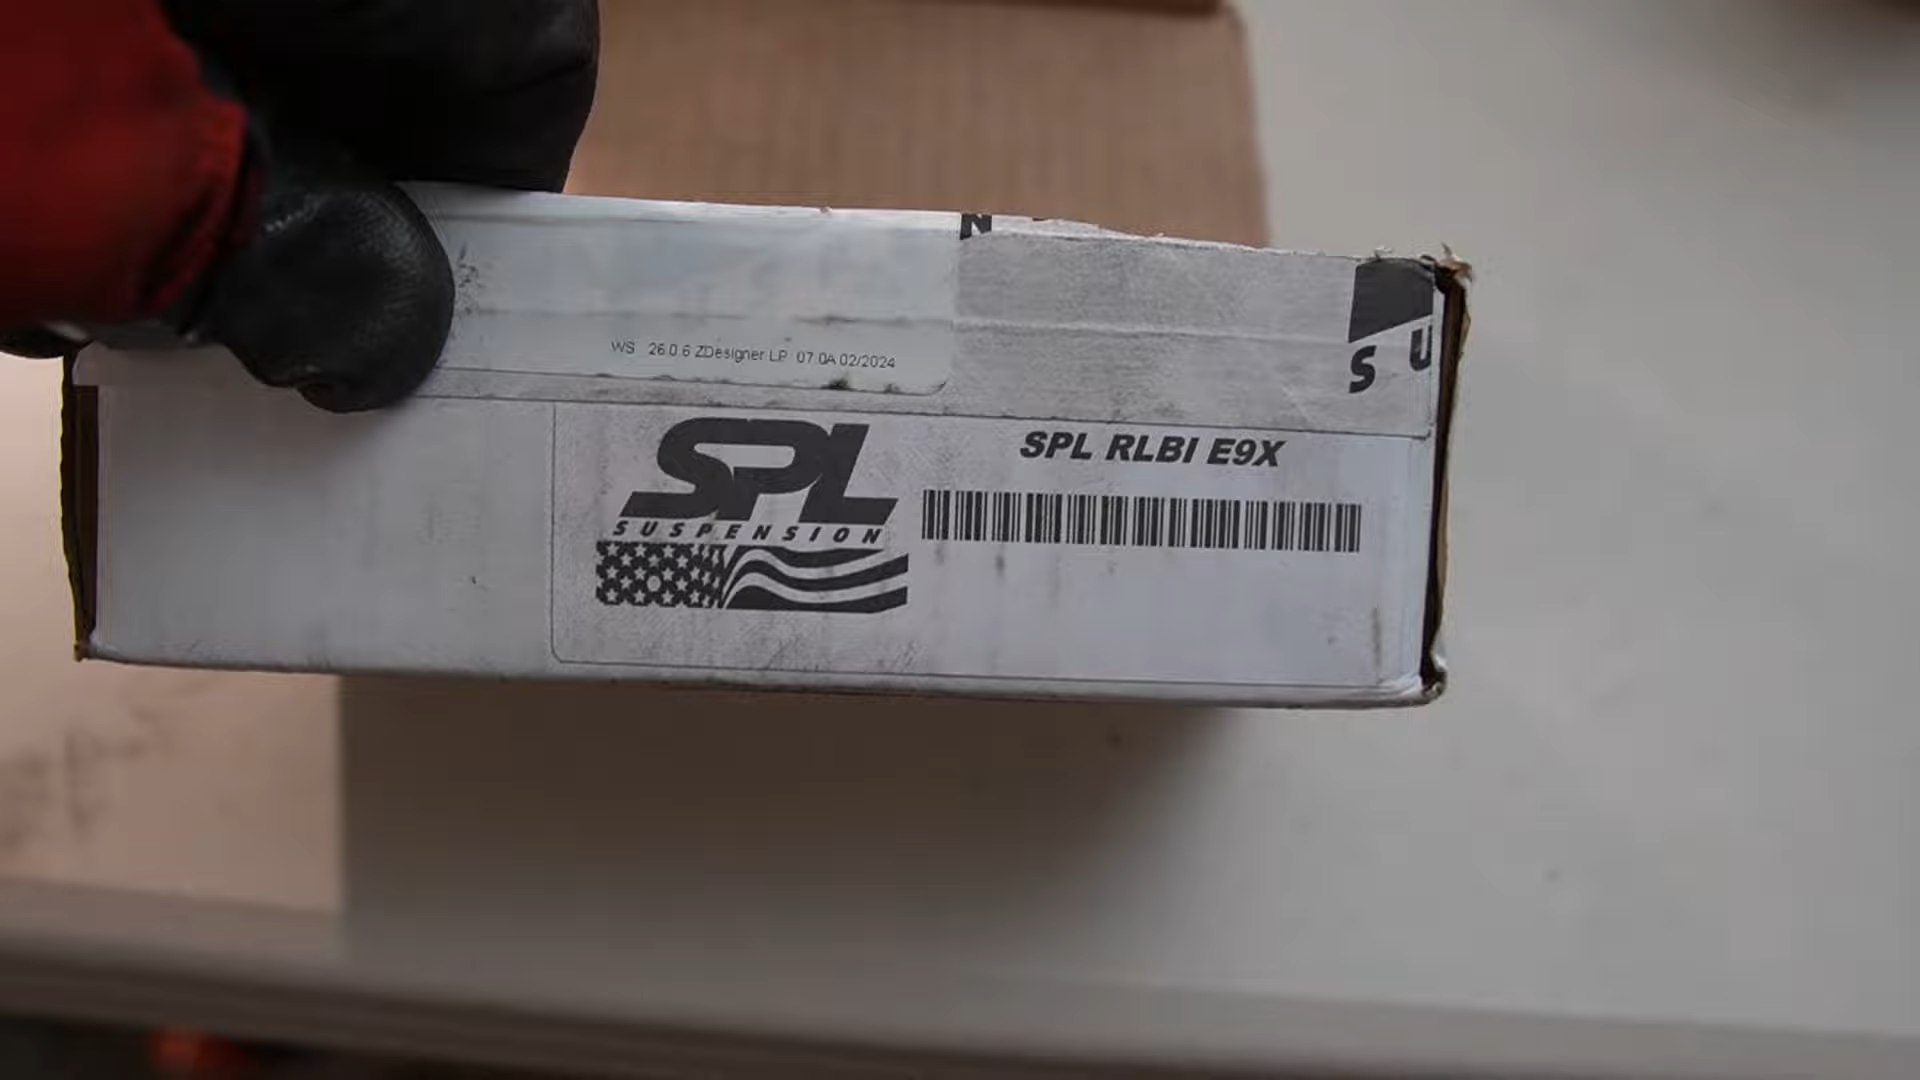 N
WS 26.0.6 ZDesigner LP 07.0A 02/2024
S U
SPL
SUSPENSION
SPL RLBI E9X